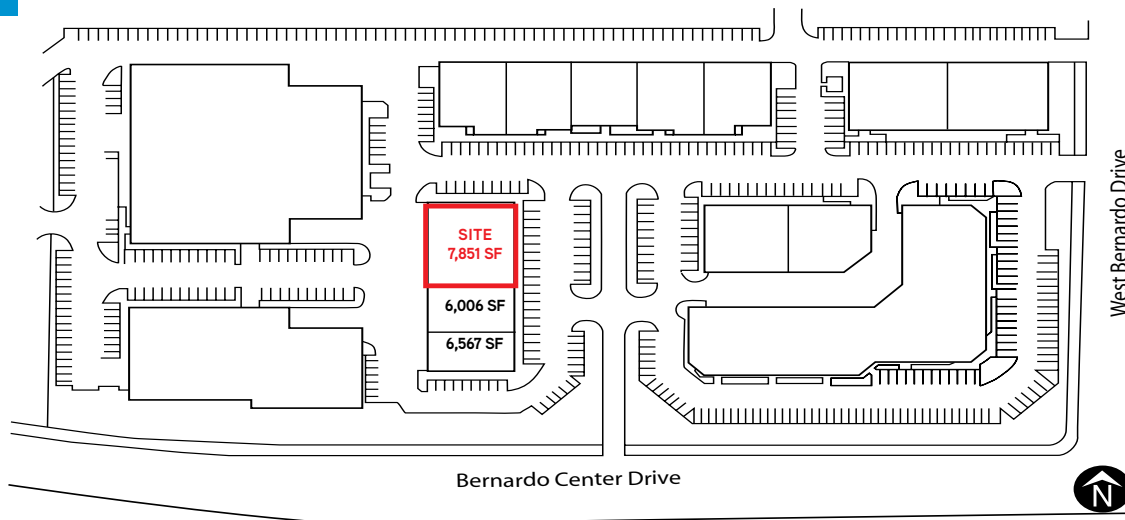 West Bernardo Drive
SITE
7,851 SF
6,006 SF
6,567 SF
Bernardo Center Drive
N